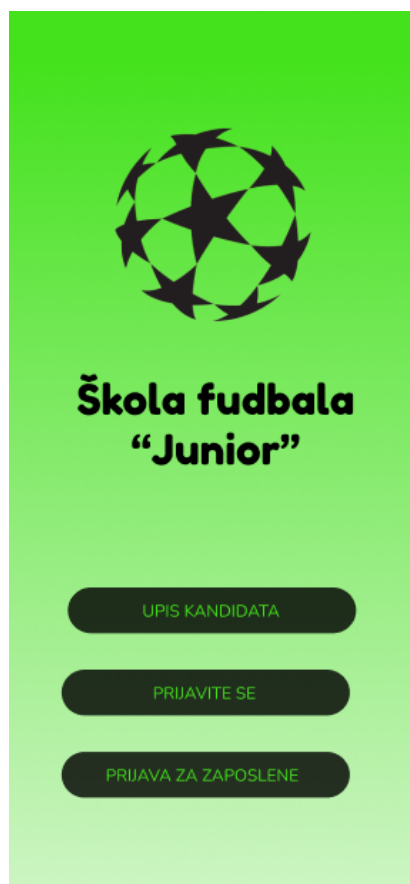 Škola fudbala
“Junior”
UPIS KANDIDATA
PRIJAVITE SE
PRIJAVA ZA ZAPOSLENE